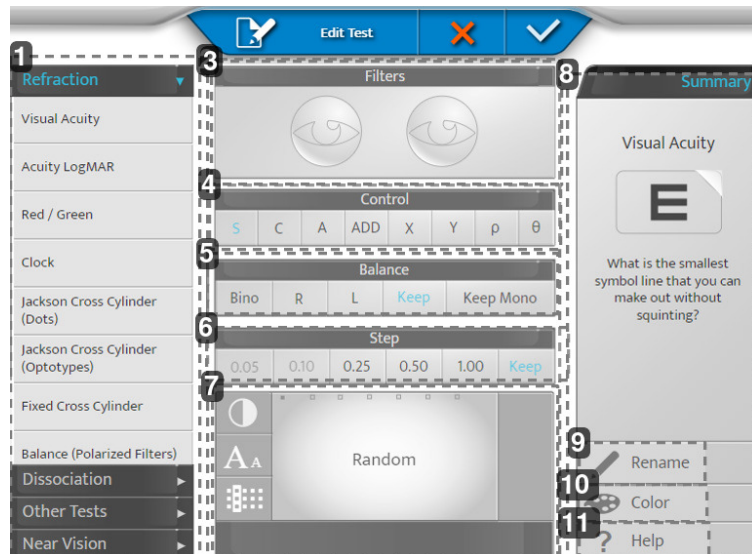 Edit Test
1
Refraction
Visual Acuity
Acuity LogMAR
Red / Green
Clock
Jackson Cross Cylinder
(Dots)
Jackson Cross Cylinder
(Optotypes)
Fixed Cross Cylinder
Balance (Polarized Filters)
Dissociation
Other Tests
Near Vision
3
Filters
4
Control
S C A ADD X Y ρ θ
5
Balance
Bino R L Keep Keep Mono
6
Step
0.05 0.10 0.25 0.50 1.00 Keep
7
A A
Random
8
Summary
Visual Acuity
E
What is the smallest
symbol line that you can
make out without
squinting?
9
Rename
10
Color
11
? Help